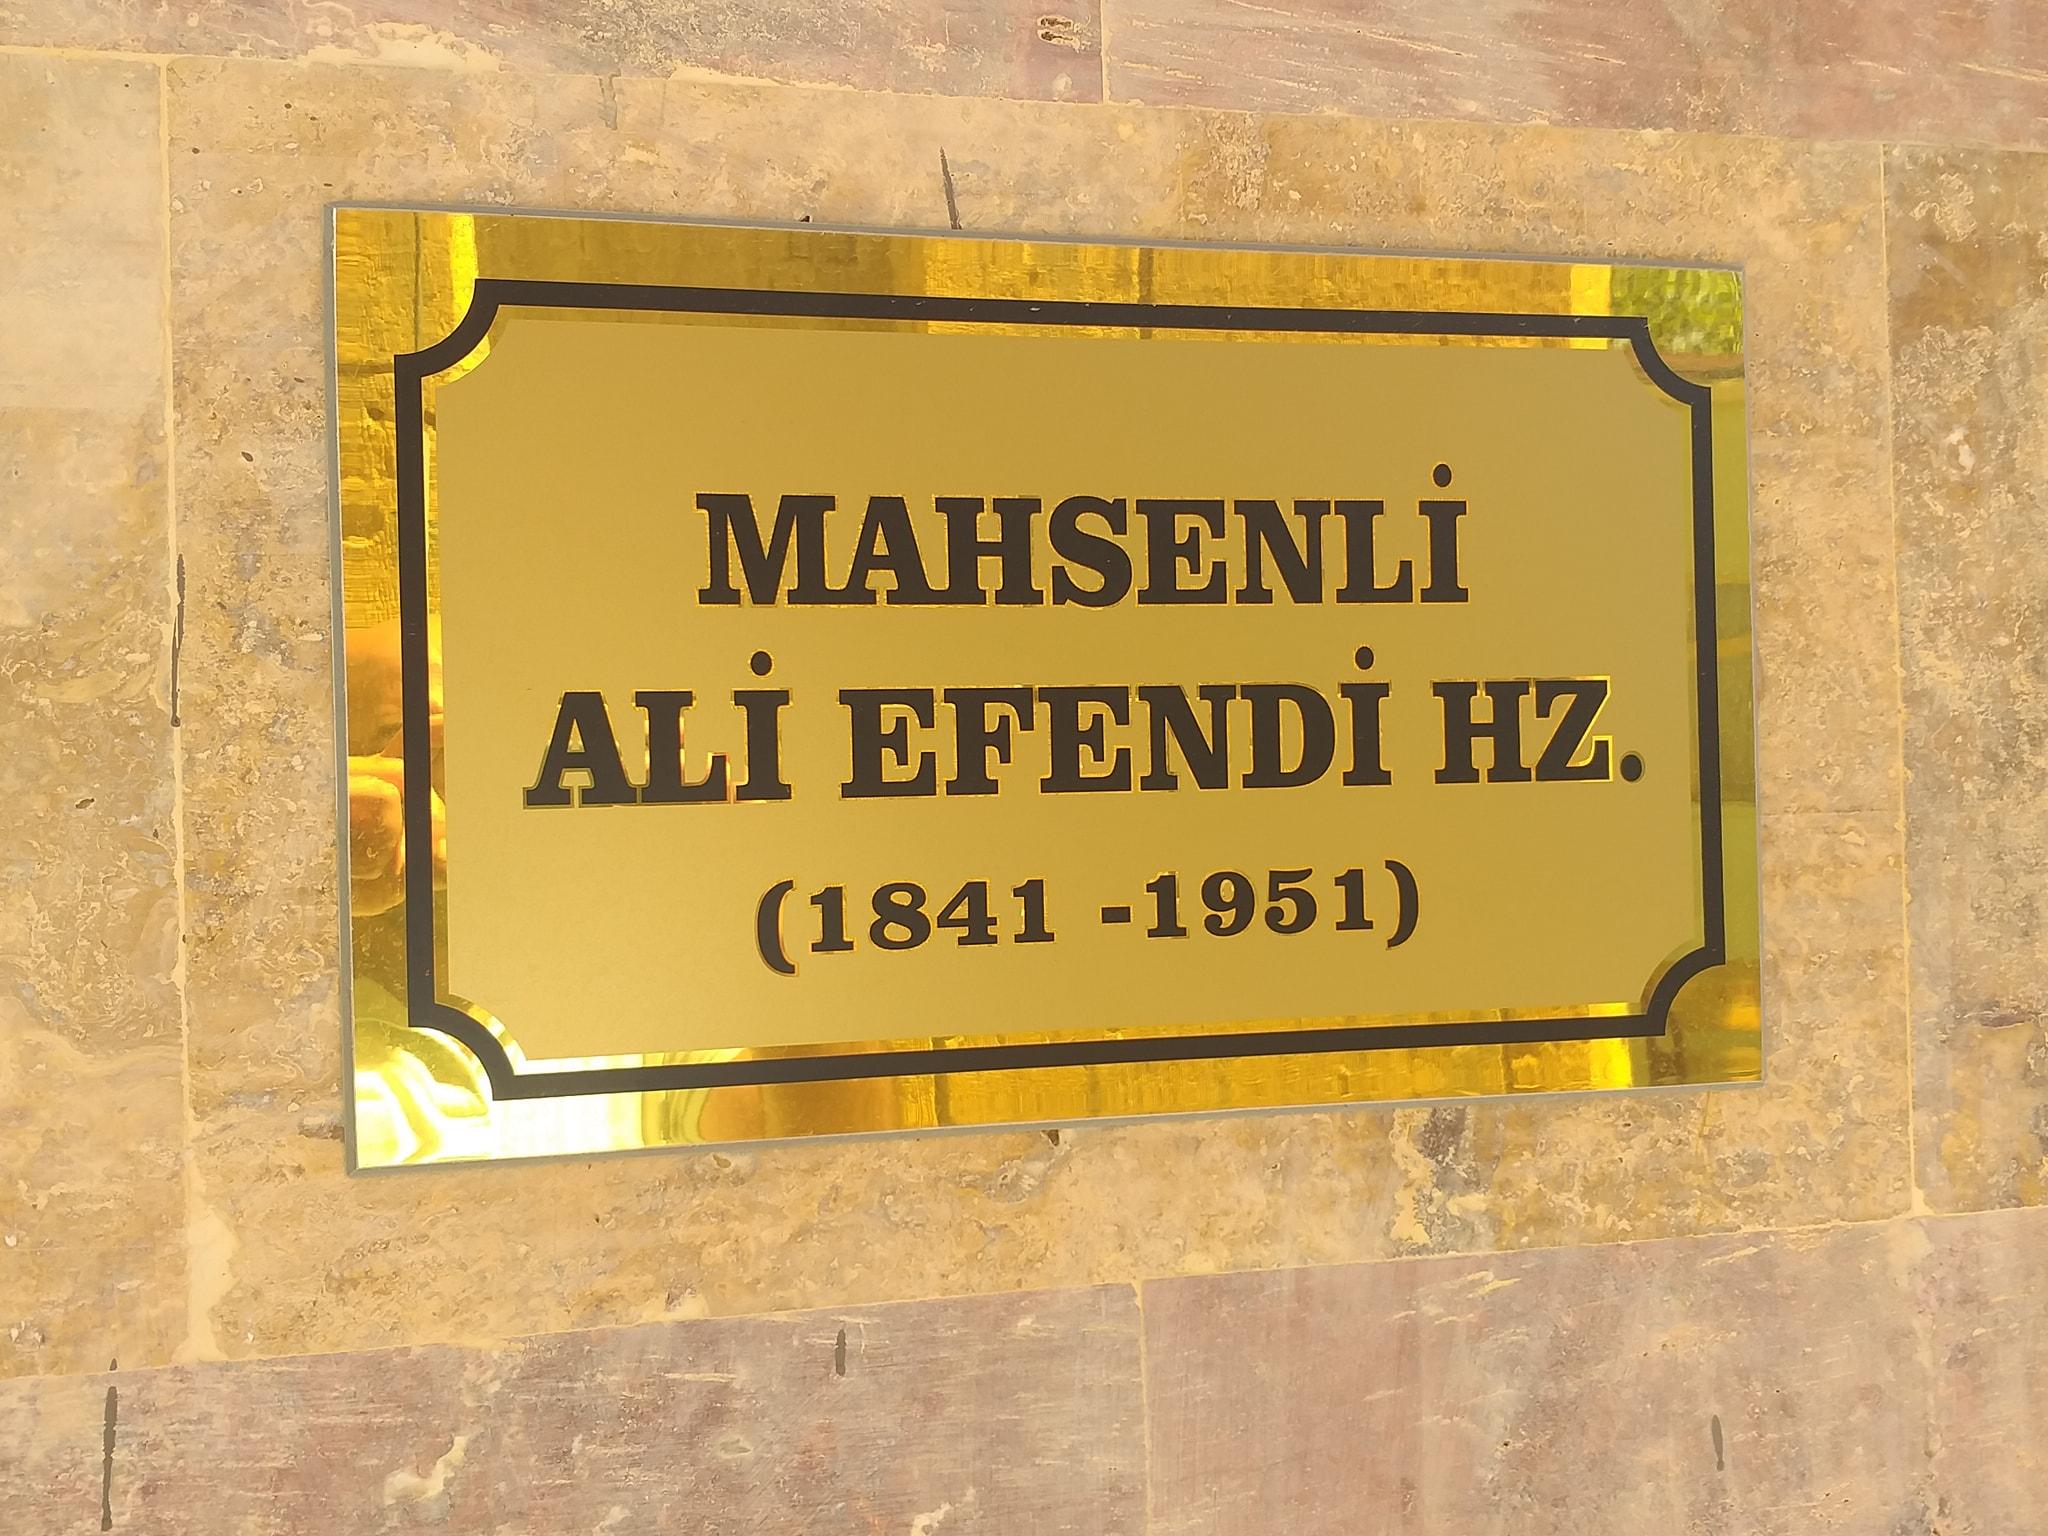 MAHSENLİ
ALİ EFENDİ HZ.
(1841 -1951)